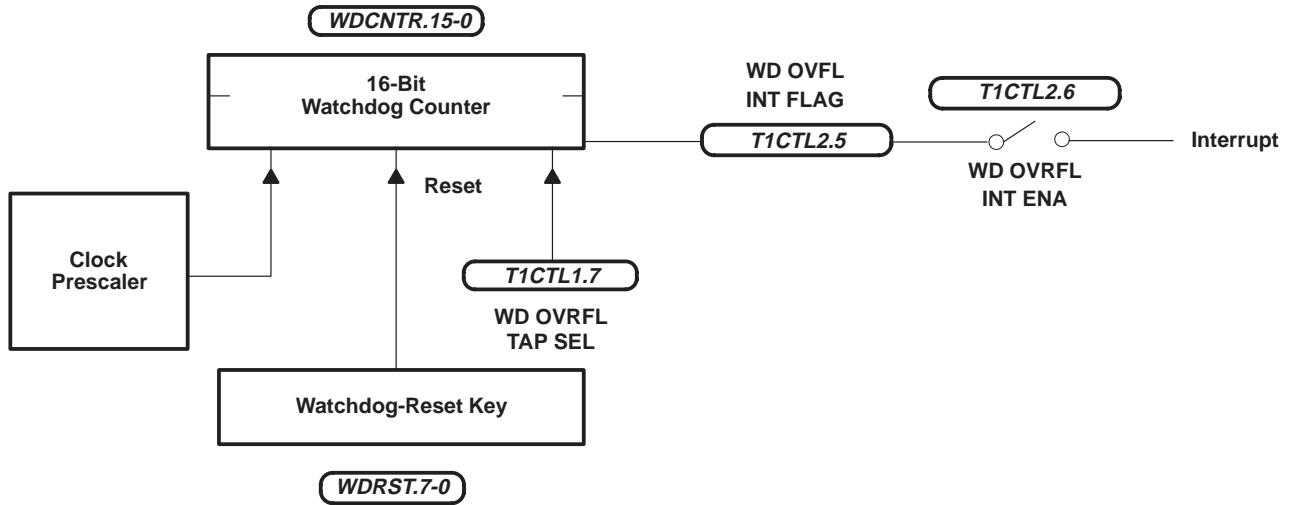 WDCNTR.15-0
16-Bit
Watchdog Counter
WD OVFL
INT FLAG
T1CTL2.6
T1CTL2.5
Interrupt
WD OVRFL
INT ENA
Reset
Clock
Prescaler
T1CTL1.7
WD OVRFL
TAP SEL
Watchdog-Reset Key
WDRST.7-0